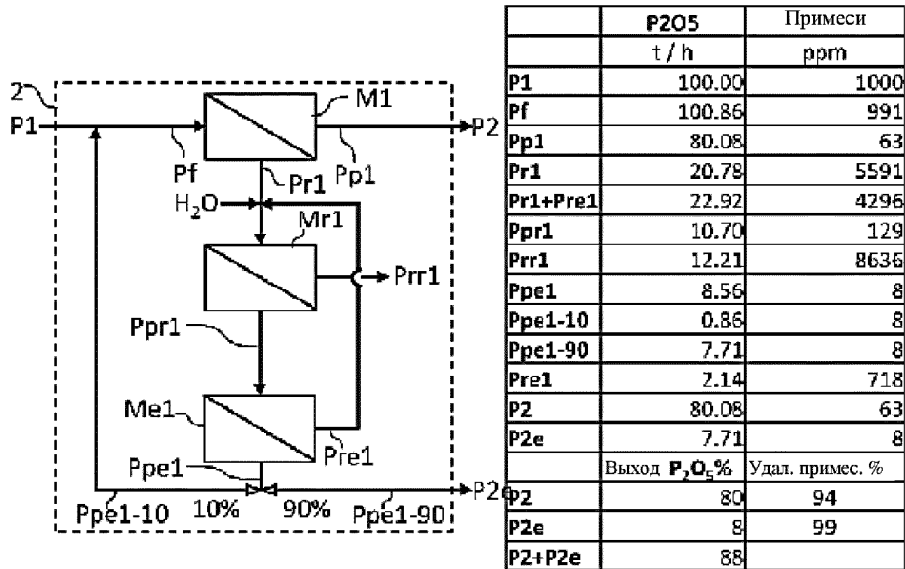 2
P1
M1
P2
Pf
Pp1
Pr1
H2O
Mr1
Prr1
Ppr1
Me1
Pre1
Ppe1
P2e
Ppe1-10
10%
90%
Ppe1-90
P2O5 Примеси
t / h ppm
P1 100.00 1000
Pf 100.86 991
Pp1 80.08 63
Pr1 20.78 5591
Pr1+Pre1 22.92 4296
Ppr1 10.70 129
Prr1 12.21 8636
Ppe1 8.56 8
Ppe1-10 0.86 8
Ppe1-90 7.71 8
Pre1 2.14 718
P2 80.08 63
P2e 7.71 8
Выход P2O5% Удал. примес. %
P2 80 94
P2e 8 99
P2+P2e 88